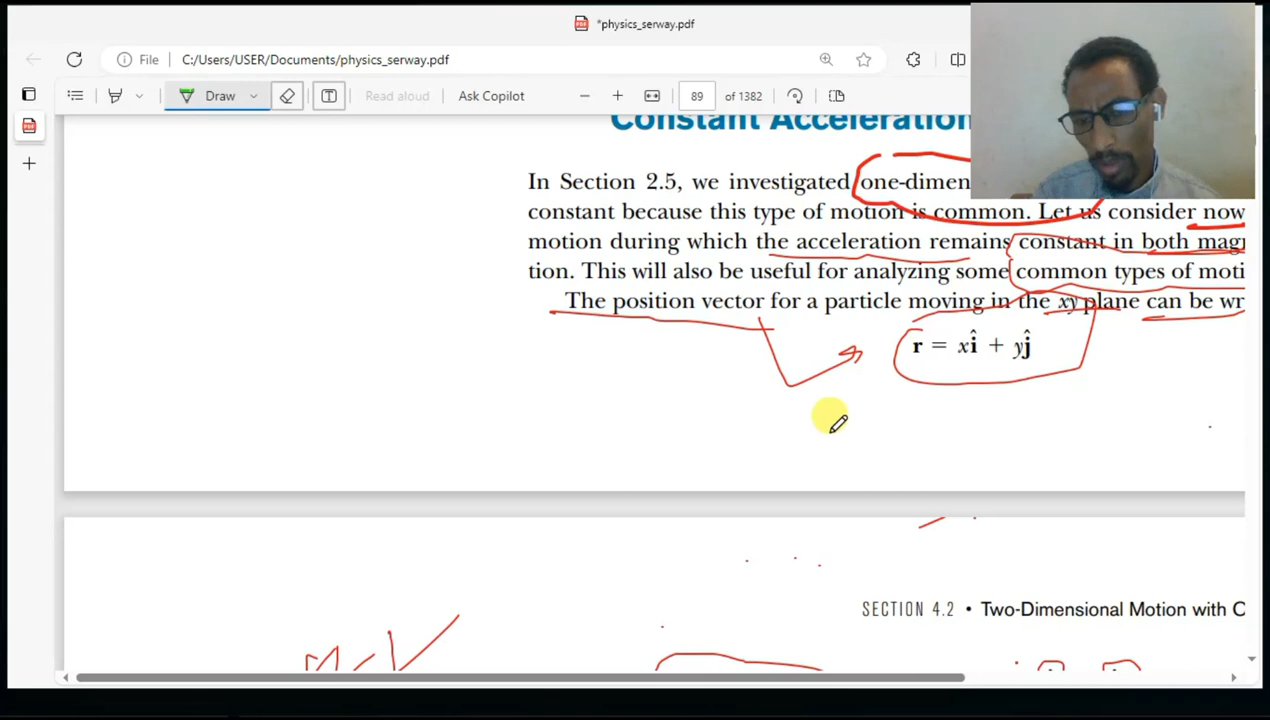 *physics_serway.pdf
File C:/Users/USER/Documents/physics_serway.pdf
Draw Read aloud Ask Copilot 89 of 1382
Constant Acceleration
In Section 2.5, we investigated one-dimen
constant because this type of motion is common. Let us consider now
motion during which the acceleration remains constant in both magn
tion. This will also be useful for analyzing some common types of moti
The position vector for a particle moving in the xy plane can be wr
r = xî + yĵ
SECTION 4.2 • Two-Dimensional Motion with C